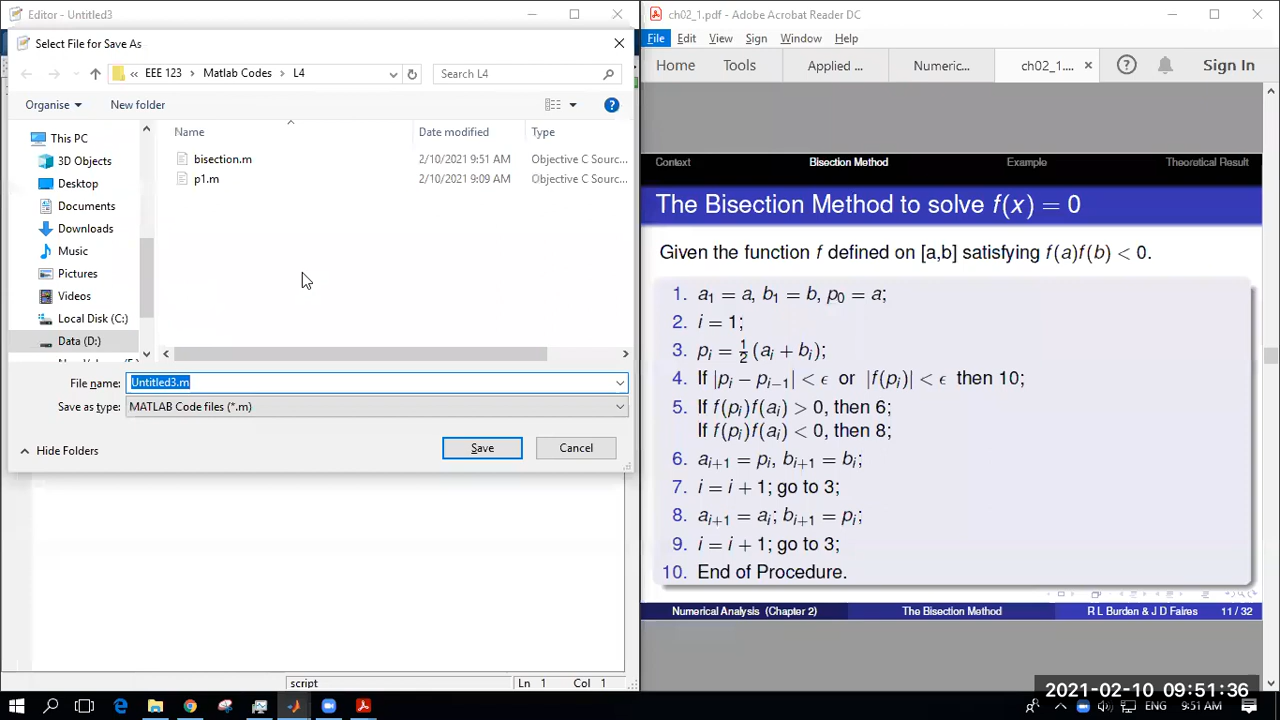 Editor - Untitled3
Select File for Save As
« EEE 123 > Matlab Codes > L4
Search L4
Organise
New folder
Name
Date modified
Type
This PC
3D Objects
Desktop
Documents
Downloads
Music
Pictures
Videos
Local Disk (C:)
Data (D:)
bisection.m 2/10/2021 9:51 AM Objective C Sourc...
p1.m 2/10/2021 9:09 AM Objective C Sourc...
File name: Untitled3.m
Save as type: MATLAB Code files (*.m)
Hide Folders
Save
Cancel
script
Ln 1 Col 1
ch02_1.pdf - Adobe Acrobat Reader DC
File Edit View Sign Window Help
Home Tools Applied ... Numeric... ch02_1.... Sign In
Context Bisection Method Example Theoretical Result
The Bisection Method to solve f(x) = 0
Given the function f defined on [a,b] satisfying f(a)f(b) < 0.
1. a₁ = a, b₁ = b, p₀ = a;
2. i = 1;
3. pᵢ = ½ (aᵢ + bᵢ);
4. If |pᵢ − pᵢ₋₁| < ϵ or |f(pᵢ)| < ϵ then 10;
5. If f(pᵢ)f(aᵢ) > 0, then 6;
If f(pᵢ)f(aᵢ) < 0, then 8;
6. aᵢ₊₁ = pᵢ, bᵢ₊₁ = bᵢ;
7. i = i + 1; go to 3;
8. aᵢ₊₁ = aᵢ; bᵢ₊₁ = pᵢ;
9. i = i + 1; go to 3;
10. End of Procedure.
Numerical Analysis (Chapter 2) The Bisection Method R L Burden & J D Faires 11 / 32
2021-02-10 09:51:36
ENG 9:51 AM